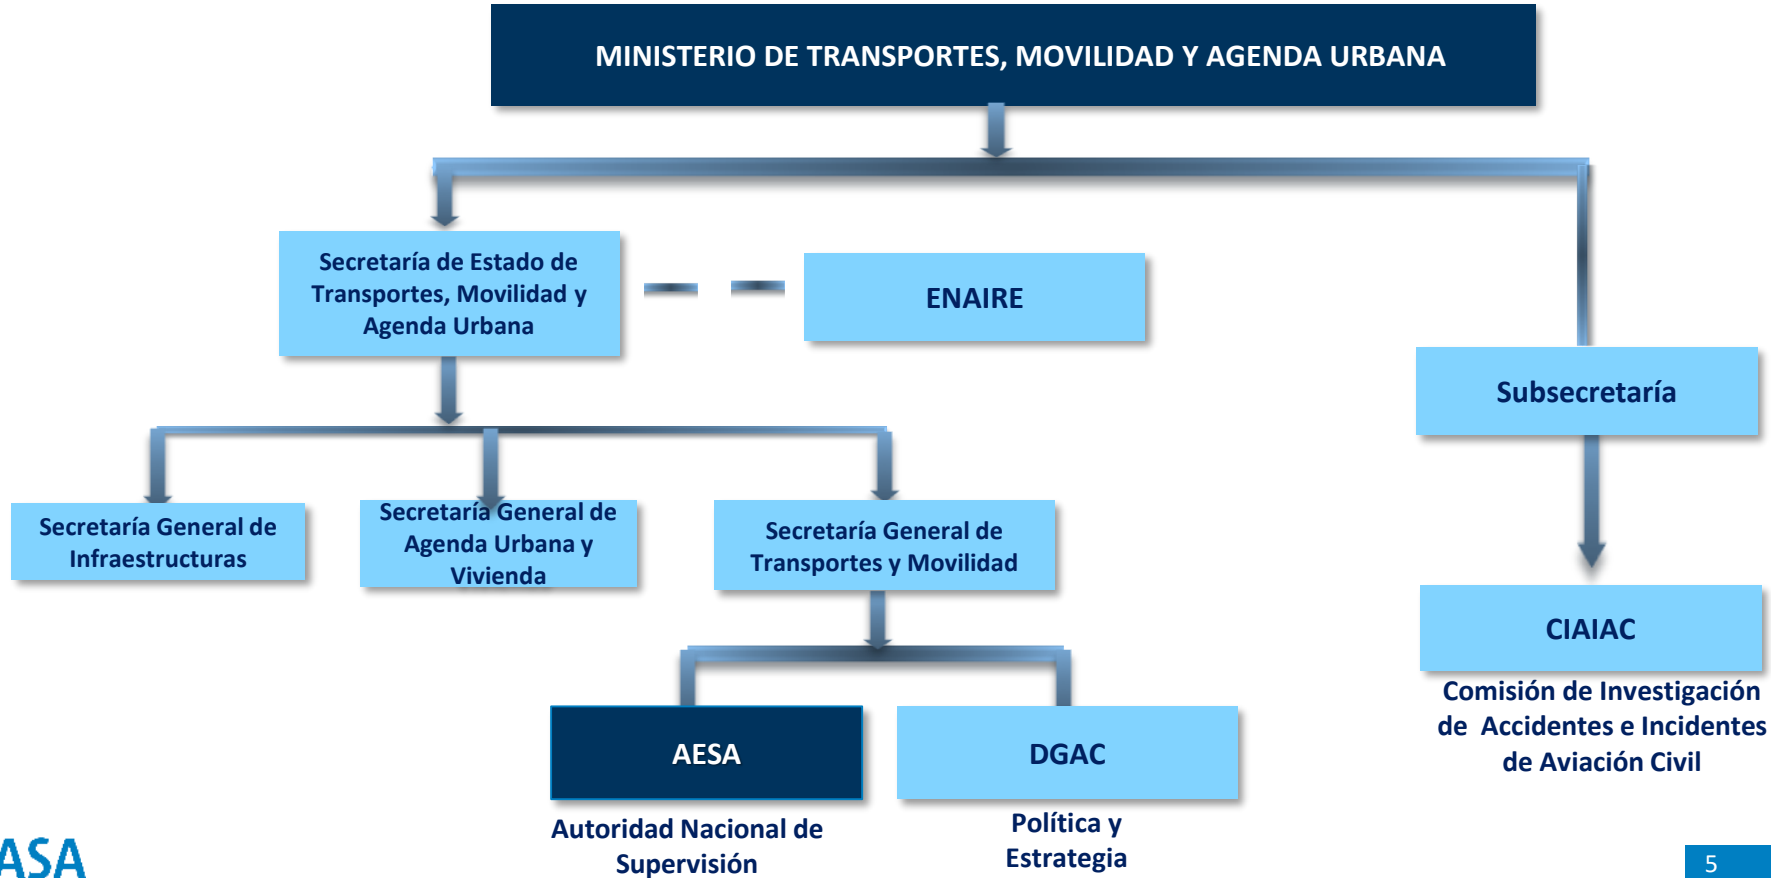 MINISTERIO DE TRANSPORTES, MOVILIDAD Y AGENDA URBANA
Secretaría de Estado de
Transportes, Movilidad y
Agenda Urbana
ENAIRE
Subsecretaría
Secretaría General de
Infraestructuras
Secretaría General de
Agenda Urbana y
Vivienda
Secretaría General de
Transportes y Movilidad
CIAIAC
Comisión de Investigación
de Accidentes e Incidentes
de Aviación Civil
AESA
Autoridad Nacional de
Supervisión
DGAC
Política y
Estrategia
ASA
5